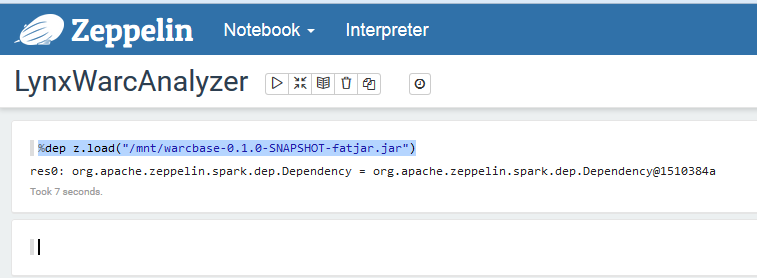 Zeppelin Notebook Interpreter
LynxWarcAnalyzer
%dep z.load("/mnt/warcbase-0.1.0-SNAPSHOT-fatjar.jar")
res0: org.apache.zeppelin.spark.dep.Dependency = org.apache.zeppelin.spark.dep.Dependency@1510384a
Took 7 seconds.